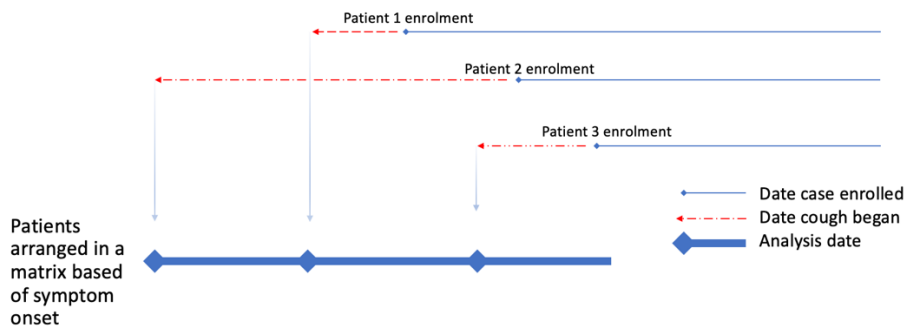 Patient 1 enrolment
Patient 2 enrolment
Patient 3 enrolment
Date case enrolled
Date cough began
Analysis date
Patients
arranged in a
matrix based
of symptom
onset